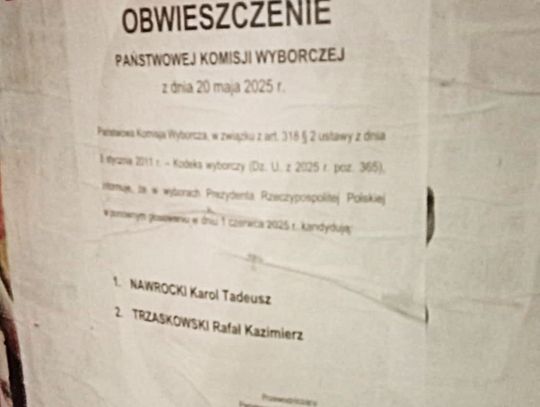 OBWIESZCZENIE
PAŃSTWOWEJ KOMISJI WYBORCZEJ
z dnia 20 maja 2025 r.
Państwowa Komisja Wyborcza, w związku z art. 318 § 2 ustawy z dnia
5 stycznia 2011 r. – Kodeks wyborczy (Dz. U. z 2025 r. poz. 365),
informuje, że w wyborach Prezydenta Rzeczypospolitej Polskiej
w ponownym głosowaniu w dniu 1 czerwca 2025 r. kandydują:
1. NAWROCKI Karol Tadeusz
2. TRZASKOWSKI Rafał Kazimierz
Przewodniczący